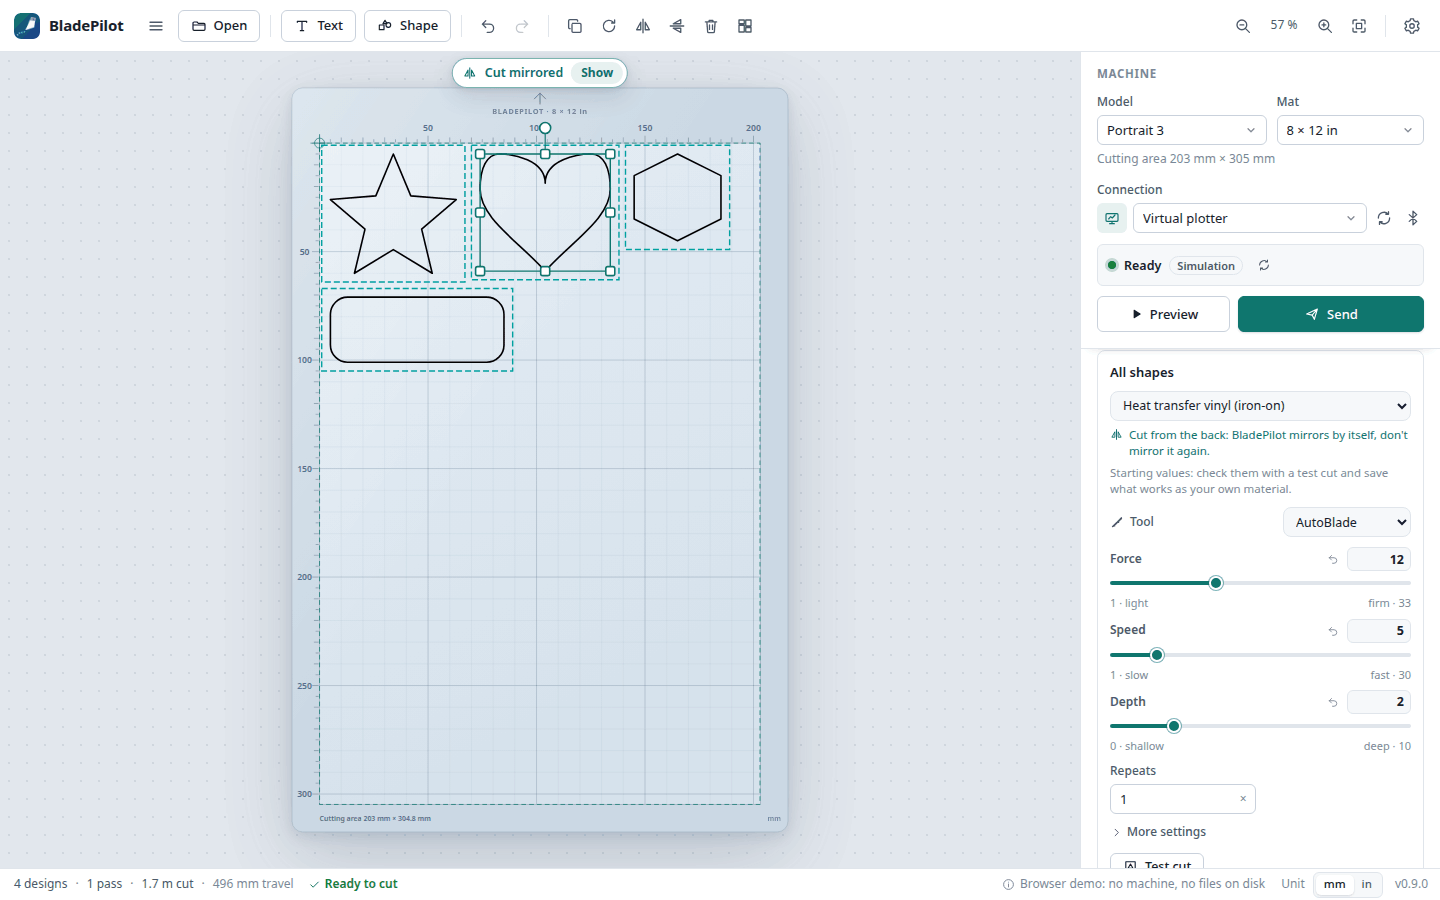 BladePilot
Open
Text
Shape
57 %
Cut mirrored
Show
BLADEPILOT · 8 × 12 in
50
150
200
50
100
150
200
250
300
Cutting area 203 mm × 304.8 mm
mm
MACHINE
Model
Mat
Portrait 3
8 × 12 in
Cutting area 203 mm × 305 mm
Connection
Virtual plotter
Ready
Simulation
Preview
Send
All shapes
Heat transfer vinyl (iron-on)
Cut from the back: BladePilot mirrors by itself, don't
mirror it again.
Starting values: check them with a test cut and save
what works as your own material.
Tool
AutoBlade
Force
12
1 · light
firm · 33
Speed
5
1 · slow
fast · 30
Depth
2
0 · shallow
deep · 10
Repeats
1
×
More settings
Test cut
4 designs · 1 pass · 1.7 m cut · 496 mm travel
Ready to cut
Browser demo: no machine, no files on disk
Unit
mm
in
v0.9.0